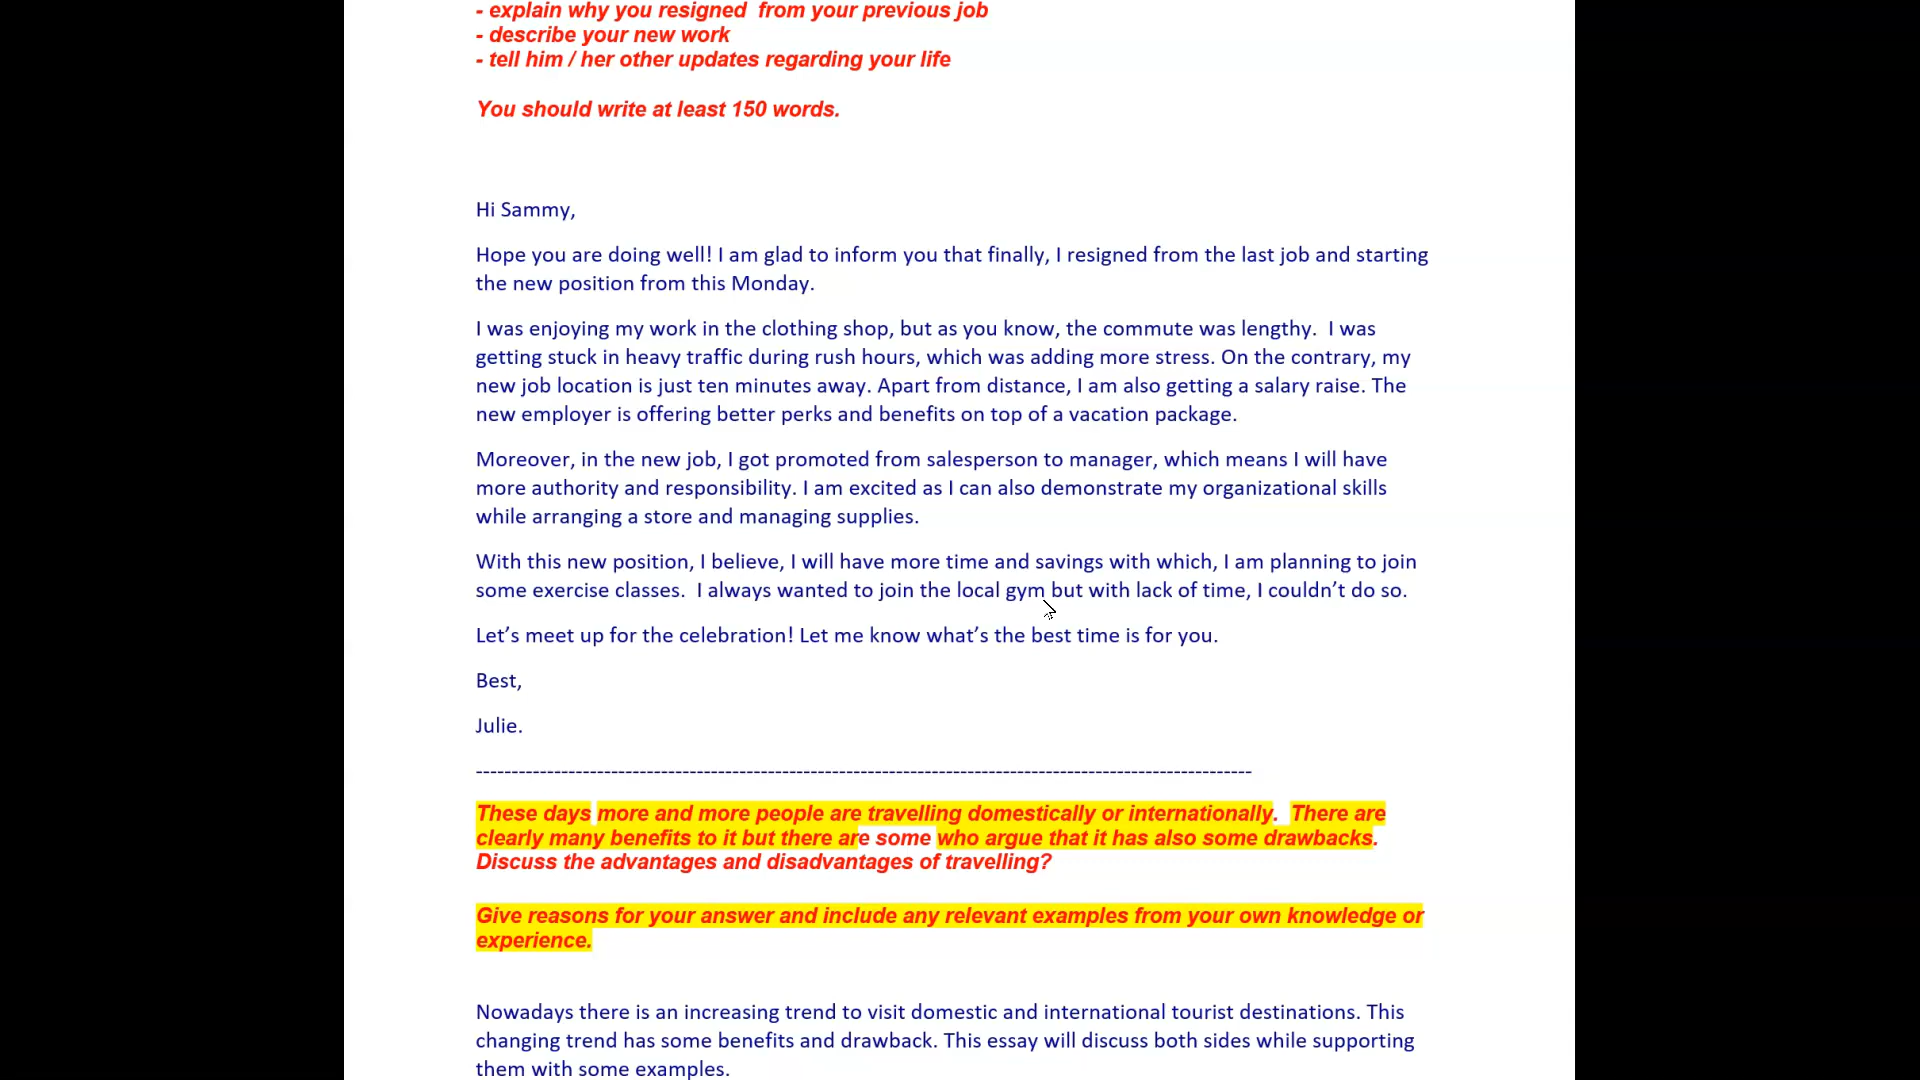 - explain why you resigned  from your previous job
- describe your new work
- tell him / her other updates regarding your life
You should write at least 150 words.
Hi Sammy,
Hope you are doing well! I am glad to inform you that finally, I resigned from the last job and starting
the new position from this Monday.
I was enjoying my work in the clothing shop, but as you know, the commute was lengthy.  I was
getting stuck in heavy traffic during rush hours, which was adding more stress. On the contrary, my
new job location is just ten minutes away. Apart from distance, I am also getting a salary raise. The
new employer is offering better perks and benefits on top of a vacation package.
Moreover, in the new job, I got promoted from salesperson to manager, which means I will have
more authority and responsibility. I am excited as I can also demonstrate my organizational skills
while arranging a store and managing supplies.
With this new position, I believe, I will have more time and savings with which, I am planning to join
some exercise classes.  I always wanted to join the local gym but with lack of time, I couldn’t do so.
Let’s meet up for the celebration! Let me know what’s the best time is for you.
Best,
Julie.
-------------------------------------------------------------------------------------------------------------
These days more and more people are travelling domestically or internationally.  There are
clearly many benefits to it but there are some who argue that it has also some drawbacks.
Discuss the advantages and disadvantages of travelling?
Give reasons for your answer and include any relevant examples from your own knowledge or
experience.
Nowadays there is an increasing trend to visit domestic and international tourist destinations. This
changing trend has some benefits and drawback. This essay will discuss both sides while supporting
them with some examples.